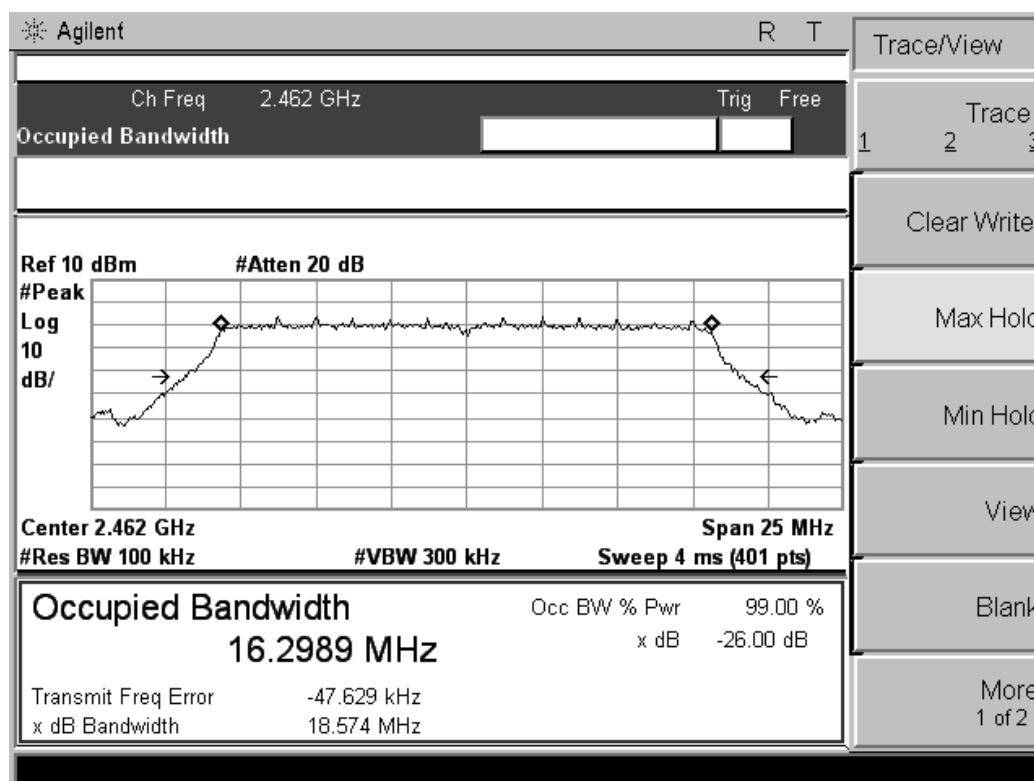 Agilent R T
Ch Freq 2.462 GHz Trig Free
Occupied Bandwidth
Ref 10 dBm #Atten 20 dB
#Peak
Log
10
dB/
Center 2.462 GHz Span 25 MHz
#Res BW 100 kHz #VBW 300 kHz Sweep 4 ms (401 pts)
Occupied Bandwidth Occ BW % Pwr 99.00 %
16.2989 MHz x dB -26.00 dB
Transmit Freq Error -47.629 kHz
x dB Bandwidth 18.574 MHz
Trace/View
Trace
1 2 3
Clear Write
Max Hold
Min Hold
View
Blank
More
1 of 2